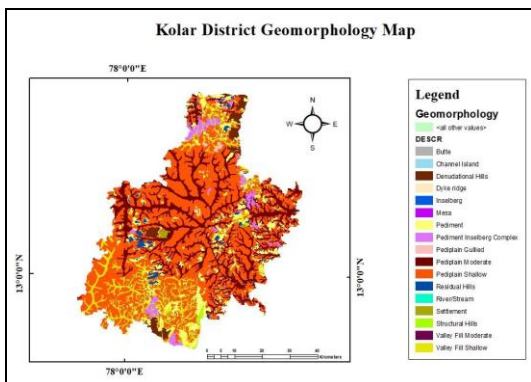 Kolar District Geomorphology Map
78°0'0"E
N
W E
S
13°0'0"N
13°0'0"N
78°0'0"E
Legend
Geomorphology
<all other values>
DESCR
Butte
Channel Island
Denudational Hills
Dyke ridge
Inselberg
Mesa
Pediment
Pediment Inselberg Complex
Pediplain Gullied
Pediplain Moderate
Pediplain Shallow
Residual Hills
River/Stream
Settlement
Structural Hills
Valley Fill Moderate
Valley Fill Shallow